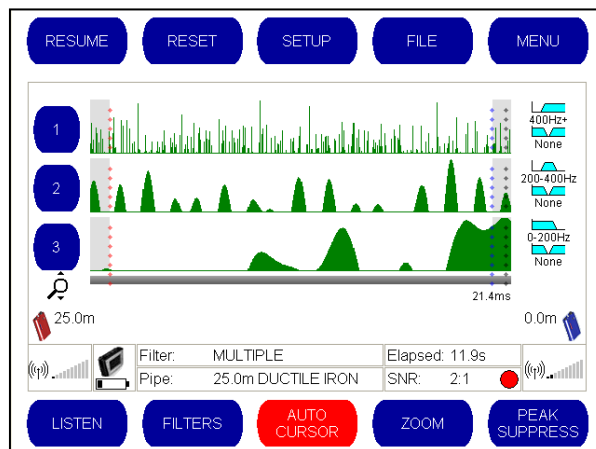 RESUME RESET SETUP FILE MENU
1 400Hz+
None
2 200-400Hz
None
3 0-200Hz
None
21.4ms
25.0m 0.0m
Filter: MULTIPLE Elapsed: 11.9s
Pipe: 25.0m DUCTILE IRON SNR: 2:1
LISTEN FILTERS AUTO CURSOR ZOOM PEAK SUPPRESS